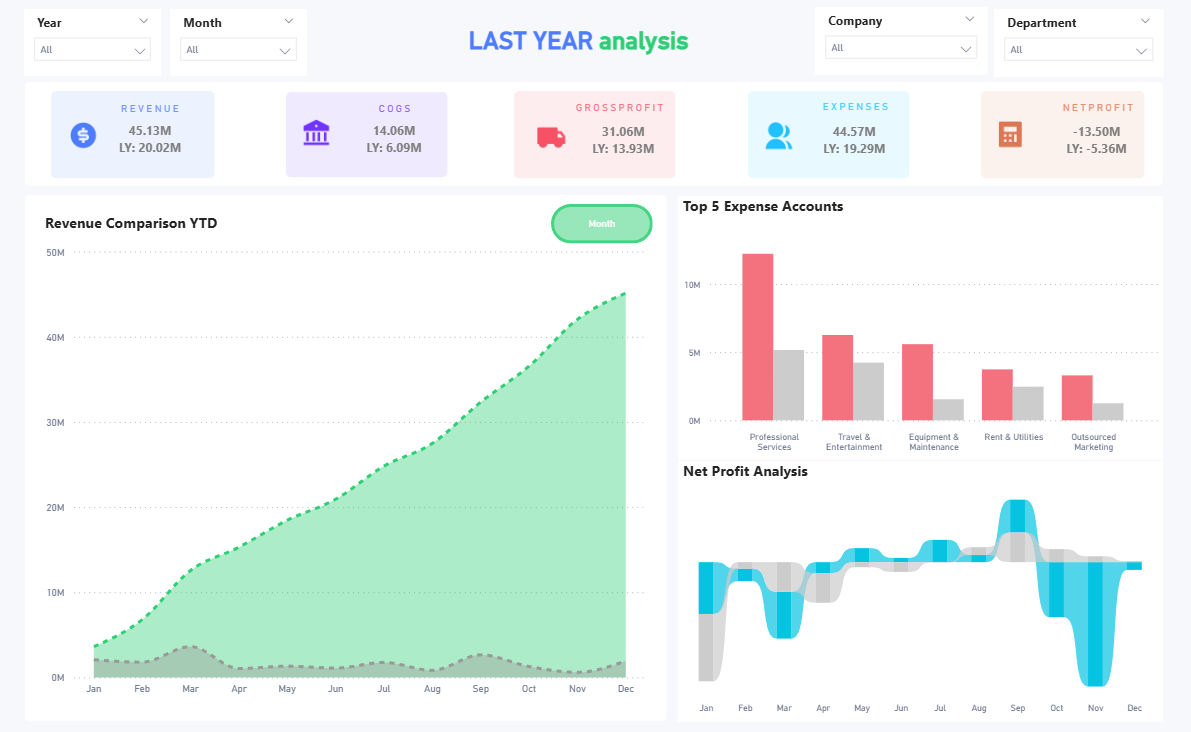 Year
All
Month
All
LAST YEAR analysis
Company
All
Department
All
REVENUE
45.13M
LY: 20.02M
COGS
14.06M
LY: 6.09M
GROSSPROFIT
31.06M
LY: 13.93M
EXPENSES
44.57M
LY: 19.29M
NETPROFIT
-13.50M
LY: -5.36M
Revenue Comparison YTD
Month
50M
40M
30M
20M
10M
0M
Jan Feb Mar Apr May Jun Jul Aug Sep Oct Nov Dec
Top 5 Expense Accounts
10M
5M
0M
Professional
Services
Travel &
Entertainment
Equipment &
Maintenance
Rent & Utilities
Outsourced
Marketing
Net Profit Analysis
Jan Feb Mar Apr May Jun Jul Aug Sep Oct Nov Dec